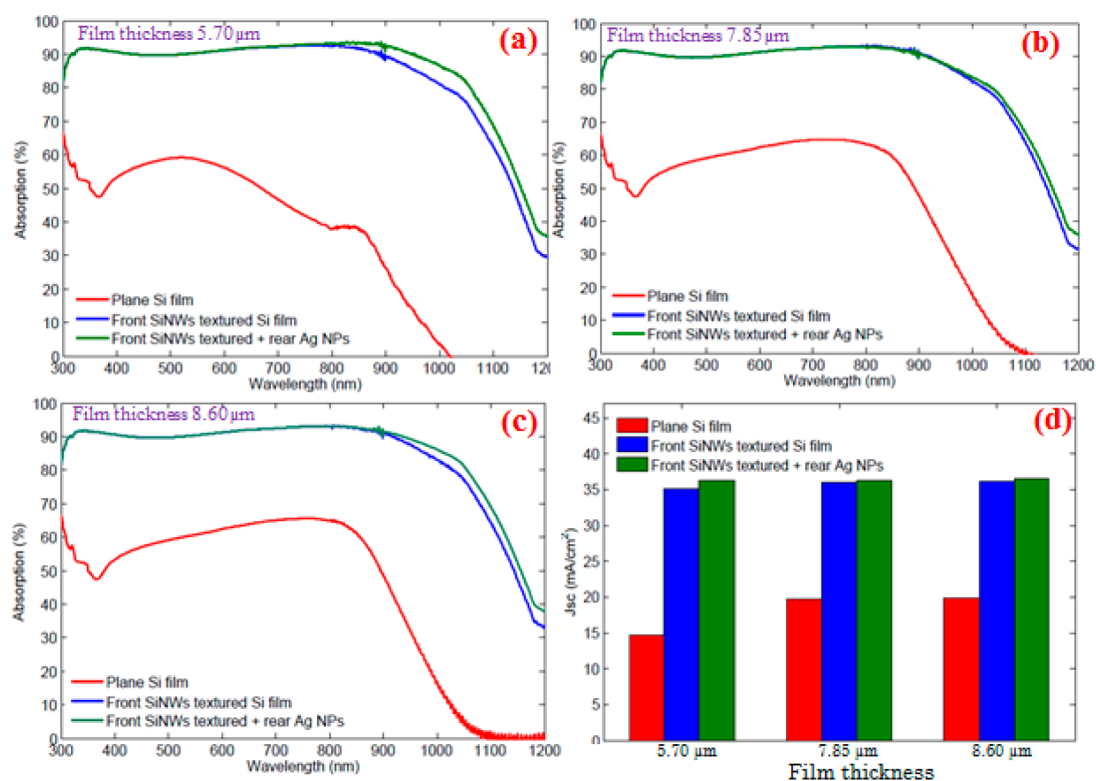 Film thickness 5.70 µm
(a)
Absorption (%)
100
90
80
70
60
50
40
30
20
10
0
Plane Si film
Front SiNWs textured Si film
Front SiNWs textured + rear Ag NPs
300 400 500 600 700 800 900 1000 1100 1200
Wavelength (nm)
Film thickness 7.85 µm
(b)
Absorption (%)
100
90
80
70
60
50
40
30
20
10
0
Plane Si film
Front SiNWs textured Si film
Front SiNWs textured + rear Ag NPs
300 400 500 600 700 800 900 1000 1100 1200
Wavelength (nm)
Film thickness 8.60 µm
(c)
Absorption (%)
100
90
80
70
60
50
40
30
20
10
0
Plane Si film
Front SiNWs textured Si film
Front SiNWs textured + rear Ag NPs
300 400 500 600 700 800 900 1000 1100 1200
Wavelength (nm)
(d)
Plane Si film
Front SiNWs textured Si film
Front SiNWs textured + rear Ag NPs
Jsc (mA/cm²)
45
40
35
30
25
20
15
10
5
0
5.70 µm 7.85 µm 8.60 µm
Film thickness